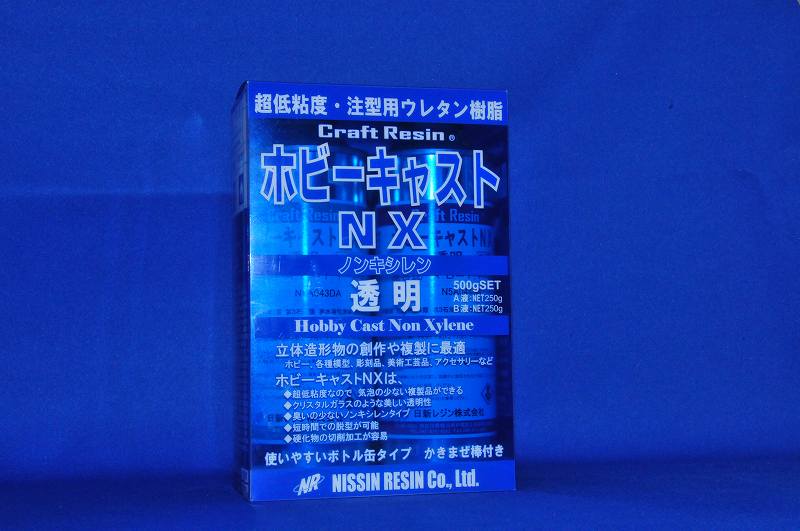 超低粘度・注型用ウレタン樹脂
Craft Resin®
ホビーキャスト
NX
ノンキシレン
透明
500gSET
A液:NET250g
B液:NET250g
Hobby Cast Non Xylene
立体造形物の創作や複製に最適
ホビー、各種模型、彫刻品、美術工芸品、アクセサリーなど
ホビーキャストNXは、
◆超低粘度なので 気泡の少ない複製品ができる
◆クリスタルガラスのような美しい透明性
◆臭いの少ないノンキシレンタイプ
◆短時間での脱型が可能
◆硬化物の切削加工が容易
日新レジン株式会社
使いやすいボトル缶タイプ かきまぜ棒付き
NR NISSIN RESIN Co., Ltd.